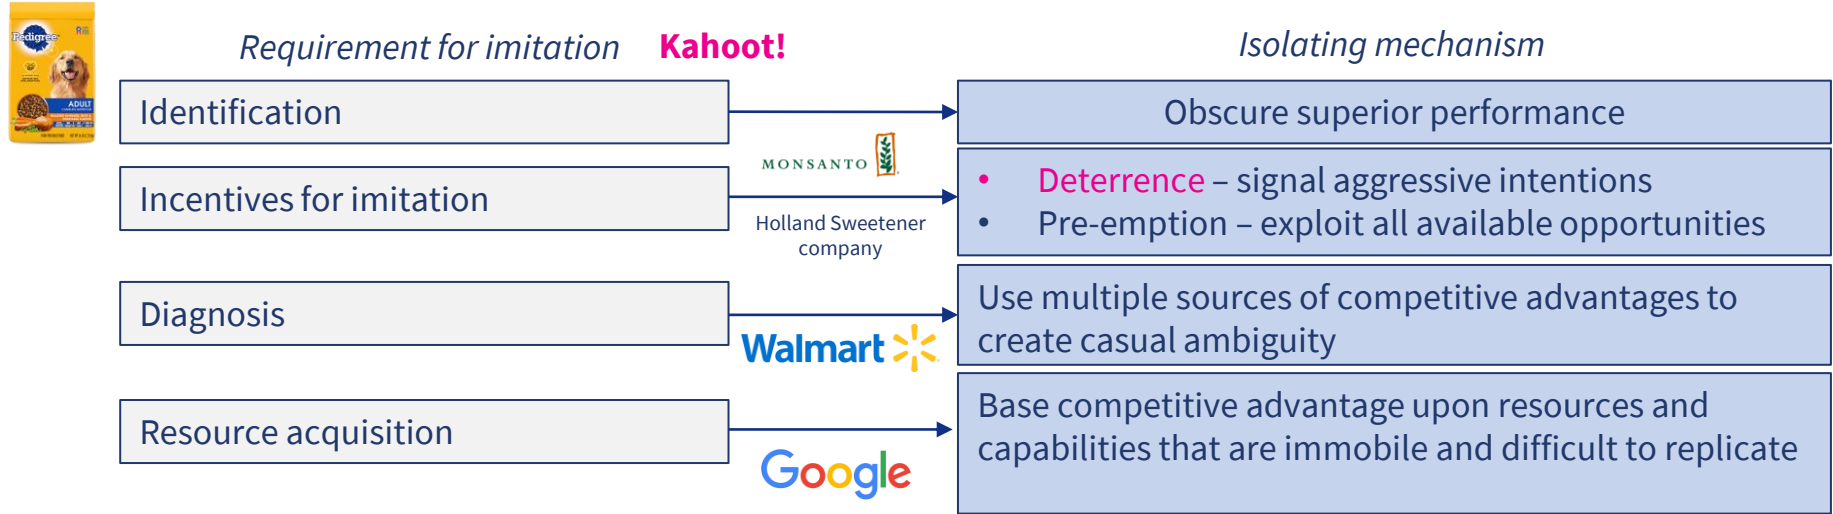 Pedigree
ADULT
Requirement for imitation Kahoot!
Isolating mechanism
Identification
Obscure superior performance
MONSANTO
Incentives for imitation
• Deterrence – signal aggressive intentions
• Pre-emption – exploit all available opportunities
Holland Sweetener
company
Diagnosis
Use multiple sources of competitive advantages to
create casual ambiguity
Walmart
Resource acquisition
Base competitive advantage upon resources and
capabilities that are immobile and difficult to replicate
Google